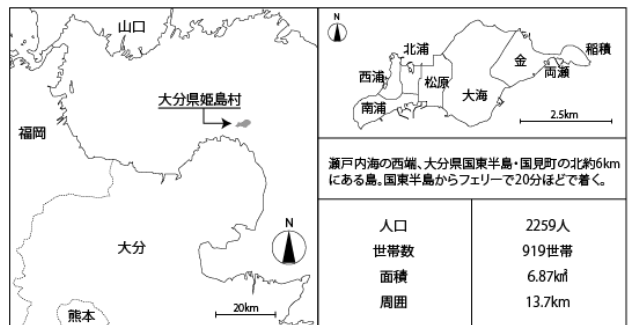 山口
福岡
大分県姫島村
大分
熊本
N
20km
N
北浦
西浦
南浦
松原
大海
金
両瀬
稲積
2.5km
瀬戸内海の西端、大分県国東半島・国見町の北約6km
にある島。国東半島からフェリーで20分ほどで着く。
人口 2259人
世帯数 919世帯
面積 6.87㎢
周囲 13.7km